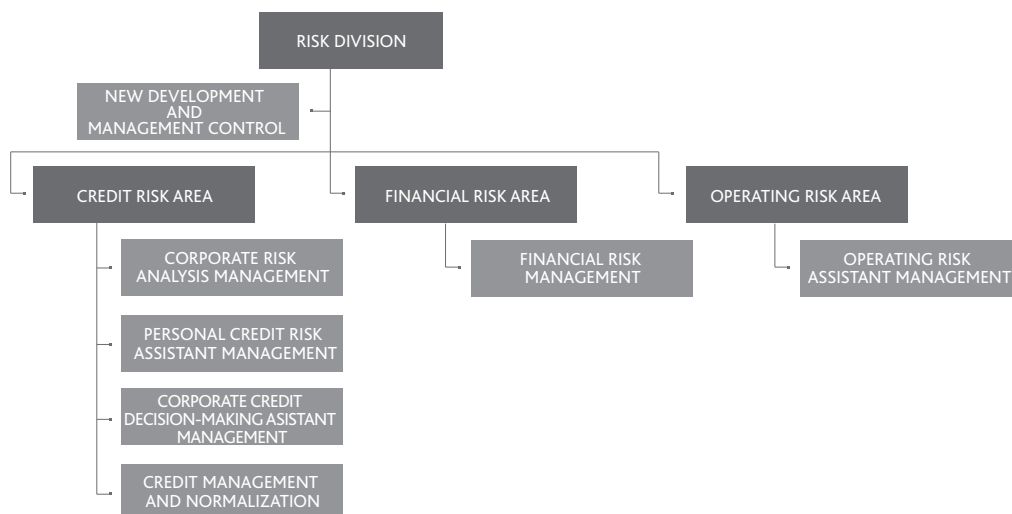 RISK DIVISION
NEW DEVELOPMENT
AND
MANAGEMENT CONTROL
CREDIT RISK AREA
FINANCIAL RISK AREA
OPERATING RISK AREA
CORPORATE RISK
ANALYSIS MANAGEMENT
FINANCIAL RISK
MANAGEMENT
OPERATING RISK
ASSISTANT MANAGEMENT
PERSONAL CREDIT RISK
ASSISTANT MANAGEMENT
CORPORATE CREDIT
DECISION-MAKING ASISTANT
MANAGEMENT
CREDIT MANAGEMENT
AND NORMALIZATION